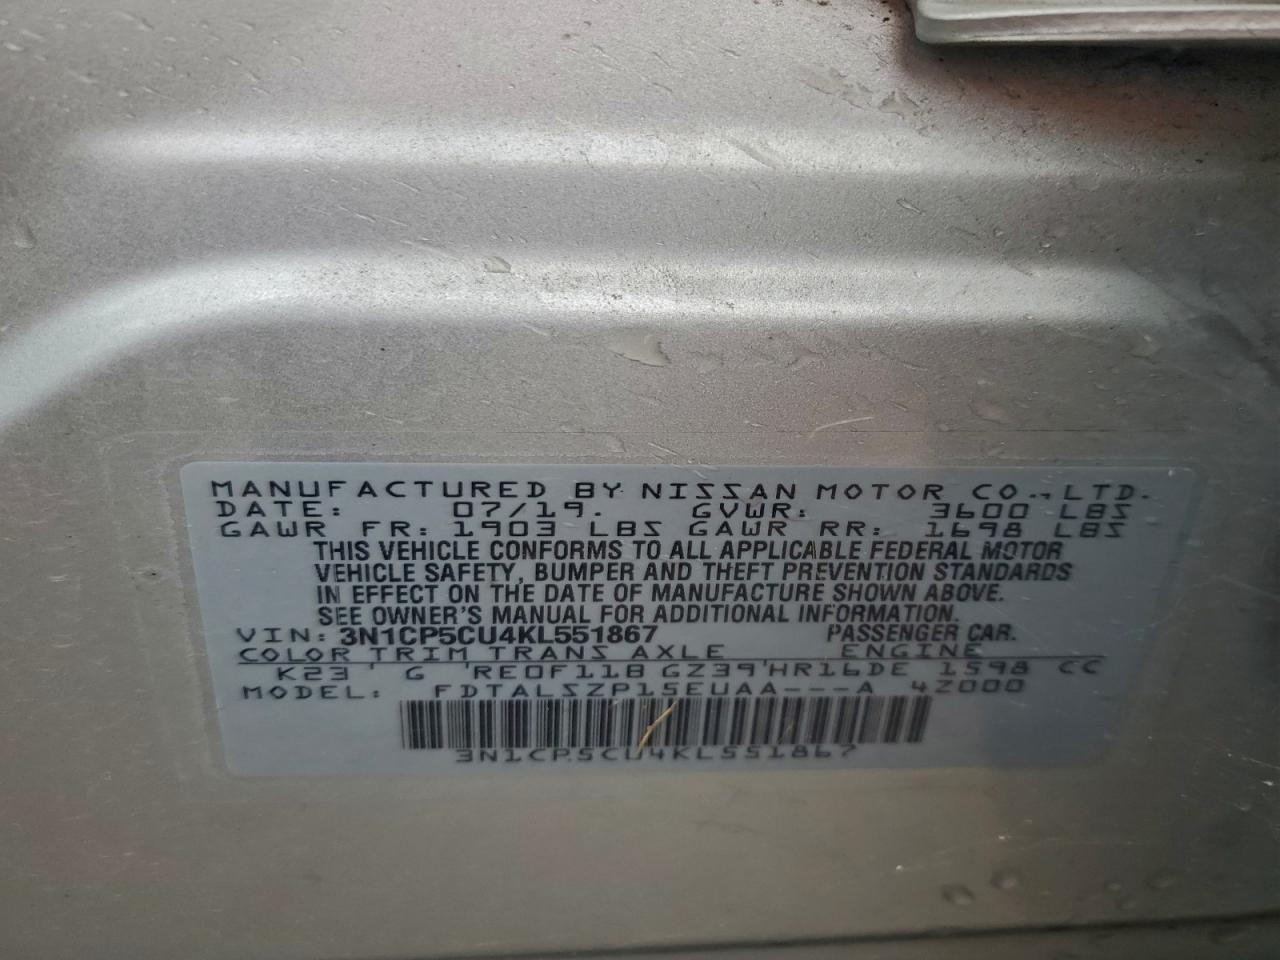 MANUFACTURED BY NISSAN MOTOR CO., LTD.
DATE: 07/19. GVWR: 3600 LBS
GAWR FR: 1903 LBS GAWR RR: 1698 LBS
THIS VEHICLE CONFORMS TO ALL APPLICABLE FEDERAL MOTOR
VEHICLE SAFETY, BUMPER AND THEFT PREVENTION STANDARDS
IN EFFECT ON THE DATE OF MANUFACTURE SHOWN ABOVE.
SEE OWNER'S MANUAL FOR ADDITIONAL INFORMATION.
VIN: 3N1CP5CU4KL551867 PASSENGER CAR.
COLOR TRIM TRANS AXLE ENGINE
K23 ' G 'RE0F11B GZ39'HR16DE 1598 CC
MODEL: FDTALSZP15EUAA---A 4Z000
3N1CP5CU4KL551867